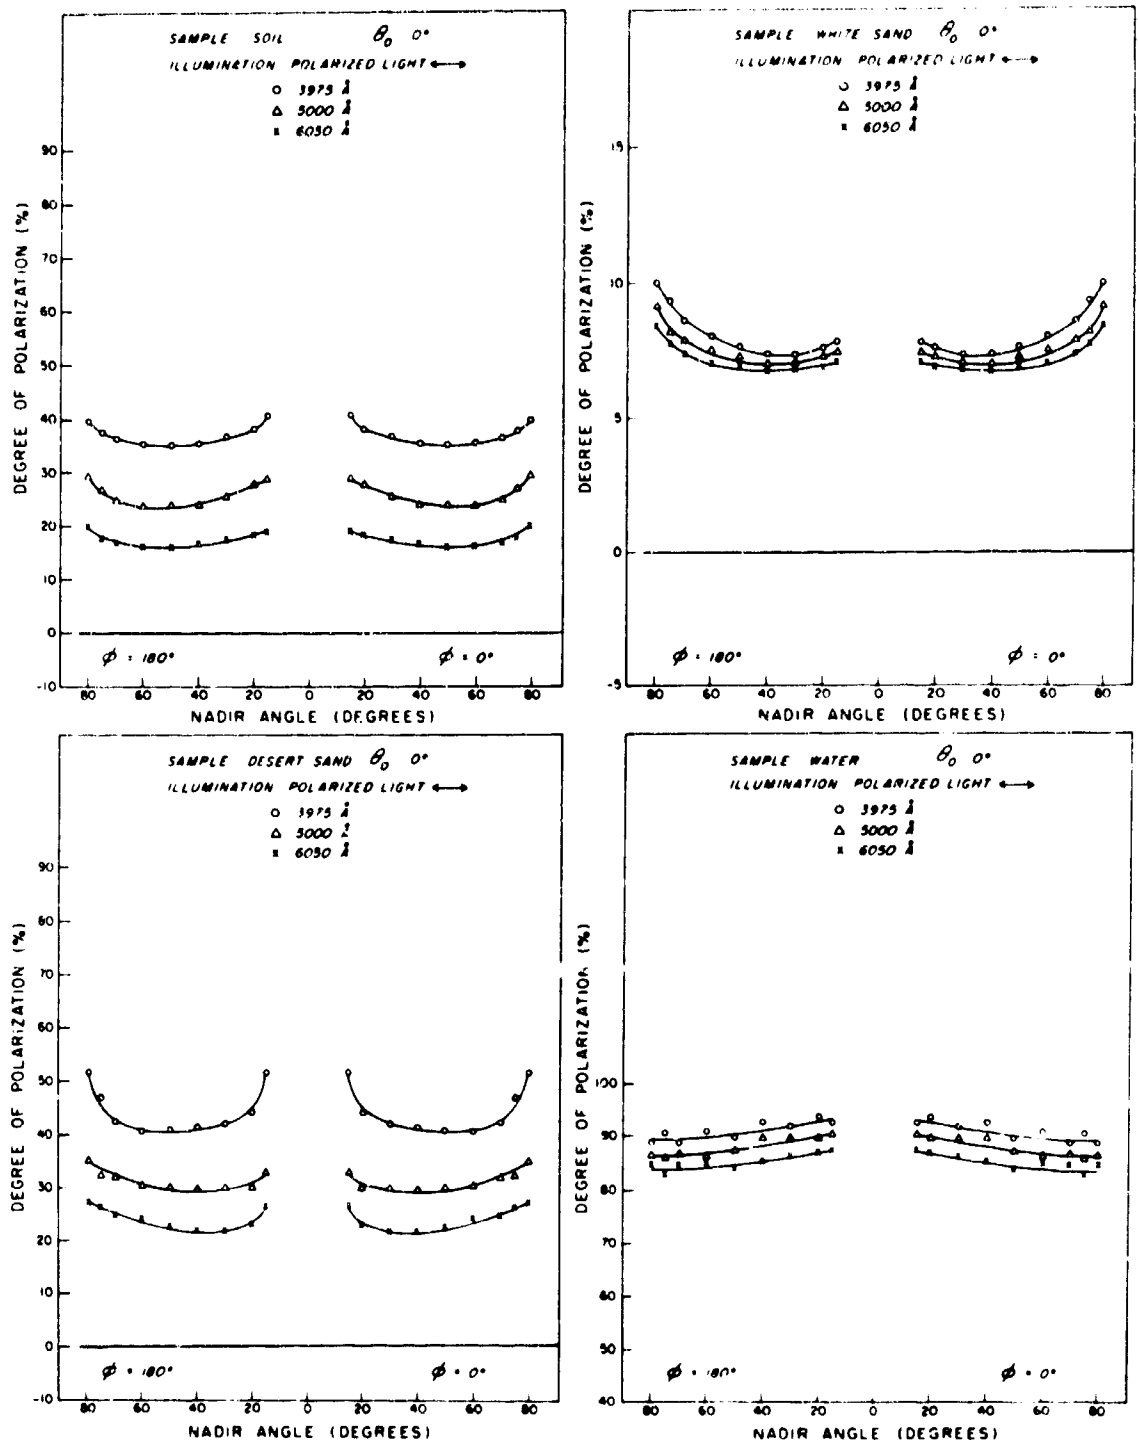 SAMPLE SOIL θ₀ 0°
ILLUMINATION POLARIZED LIGHT ↔
○ 3975 Å
△ 5000 Å
x 6050 Å
90
80
70
60
50
40
30
20
10
0
-10
DEGREE OF POLARIZATION (%)
ϕ = 180°
ϕ = 0°
80 60 40 20 0 20 40 60 80
NADIR ANGLE (DEGREES)
SAMPLE WHITE SAND θ₀ 0°
ILLUMINATION POLARIZED LIGHT ↔
○ 3975 Å
△ 5000 Å
x 6050 Å
15
10
5
0
-5
DEGREE OF POLARIZATION (%)
ϕ = 180°
ϕ = 0°
80 60 40 20 0 20 40 60 80
NADIR ANGLE (DEGREES)
SAMPLE DESERT SAND θ₀ 0°
ILLUMINATION POLARIZED LIGHT ↔
○ 3975 Å
△ 5000 Å
x 6050 Å
90
80
70
60
50
40
30
20
10
0
-10
DEGREE OF POLARIZATION (%)
ϕ = 180°
ϕ = 0°
80 60 40 20 0 20 40 60 80
NADIR ANGLE (DEGREES)
SAMPLE WATER θ₀ 0°
ILLUMINATION POLARIZED LIGHT ↔
○ 3975 Å
△ 5000 Å
x 6050 Å
100
90
80
70
60
50
40
DEGREE OF POLARIZATION (%)
ϕ = 180°
ϕ = 0°
80 60 40 20 0 20 40 60 80
NADIR ANGLE (DEGREES)